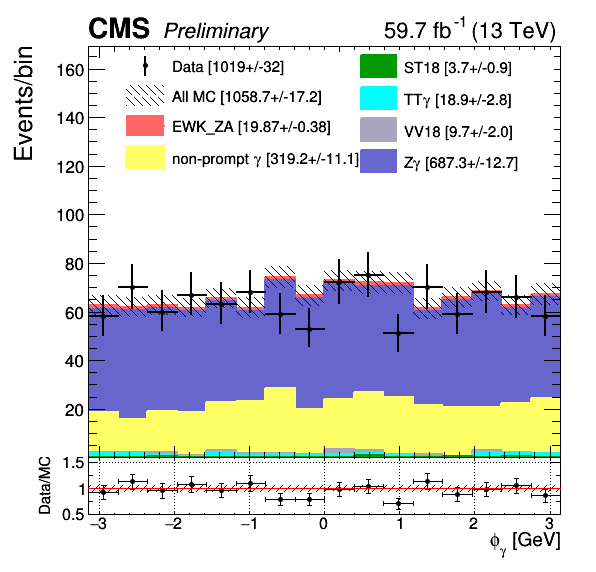 CMS Preliminary 59.7 fb⁻¹ (13 TeV)
Events/bin
Data [1019+/-32]
All MC [1058.7+/-17.2]
EWK_ZA [19.87+/-0.38]
non-prompt γ [319.2+/-11.1]
ST18 [3.7+/-0.9]
TTγ [18.9+/-2.8]
VV18 [9.7+/-2.0]
Zγ [687.3+/-12.7]
160
140
120
100
80
60
40
20
Data/MC
1.5
1
0.5
−3 −2 −1 0 1 2 3
ϕγ [GeV]